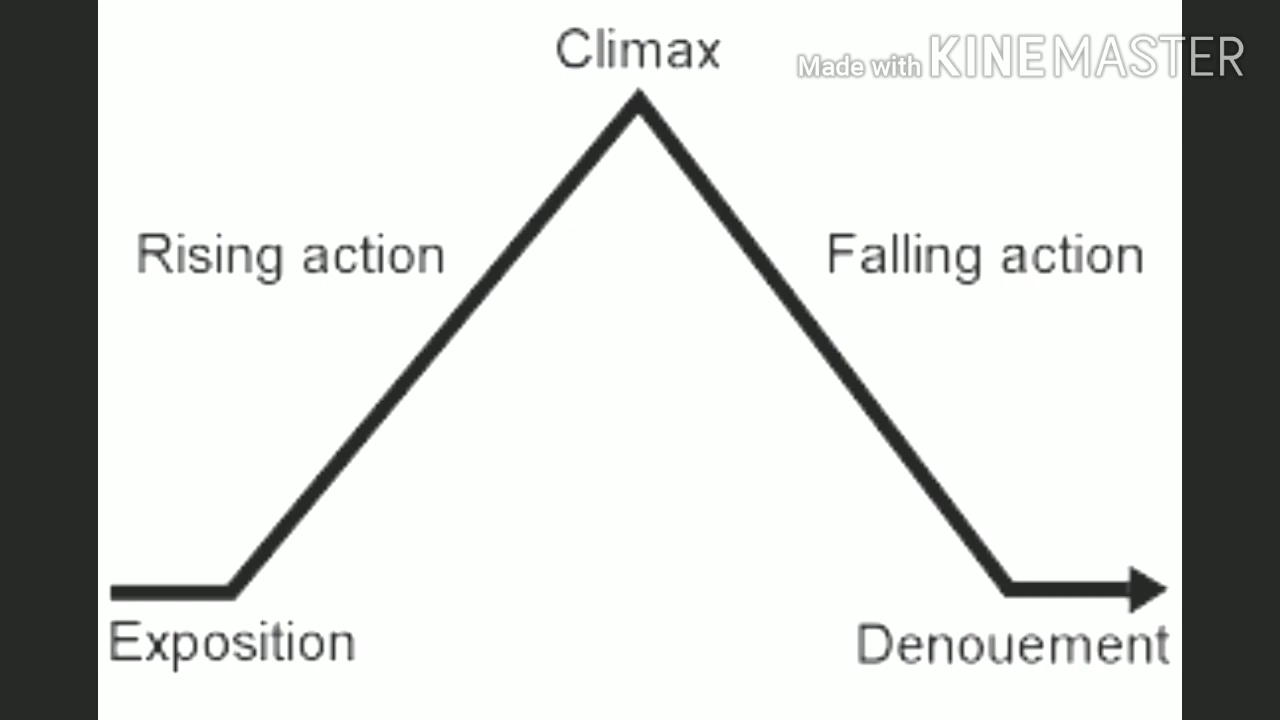 Climax
Made with KINEMASTER
Rising action
Falling action
Exposition
Denouement